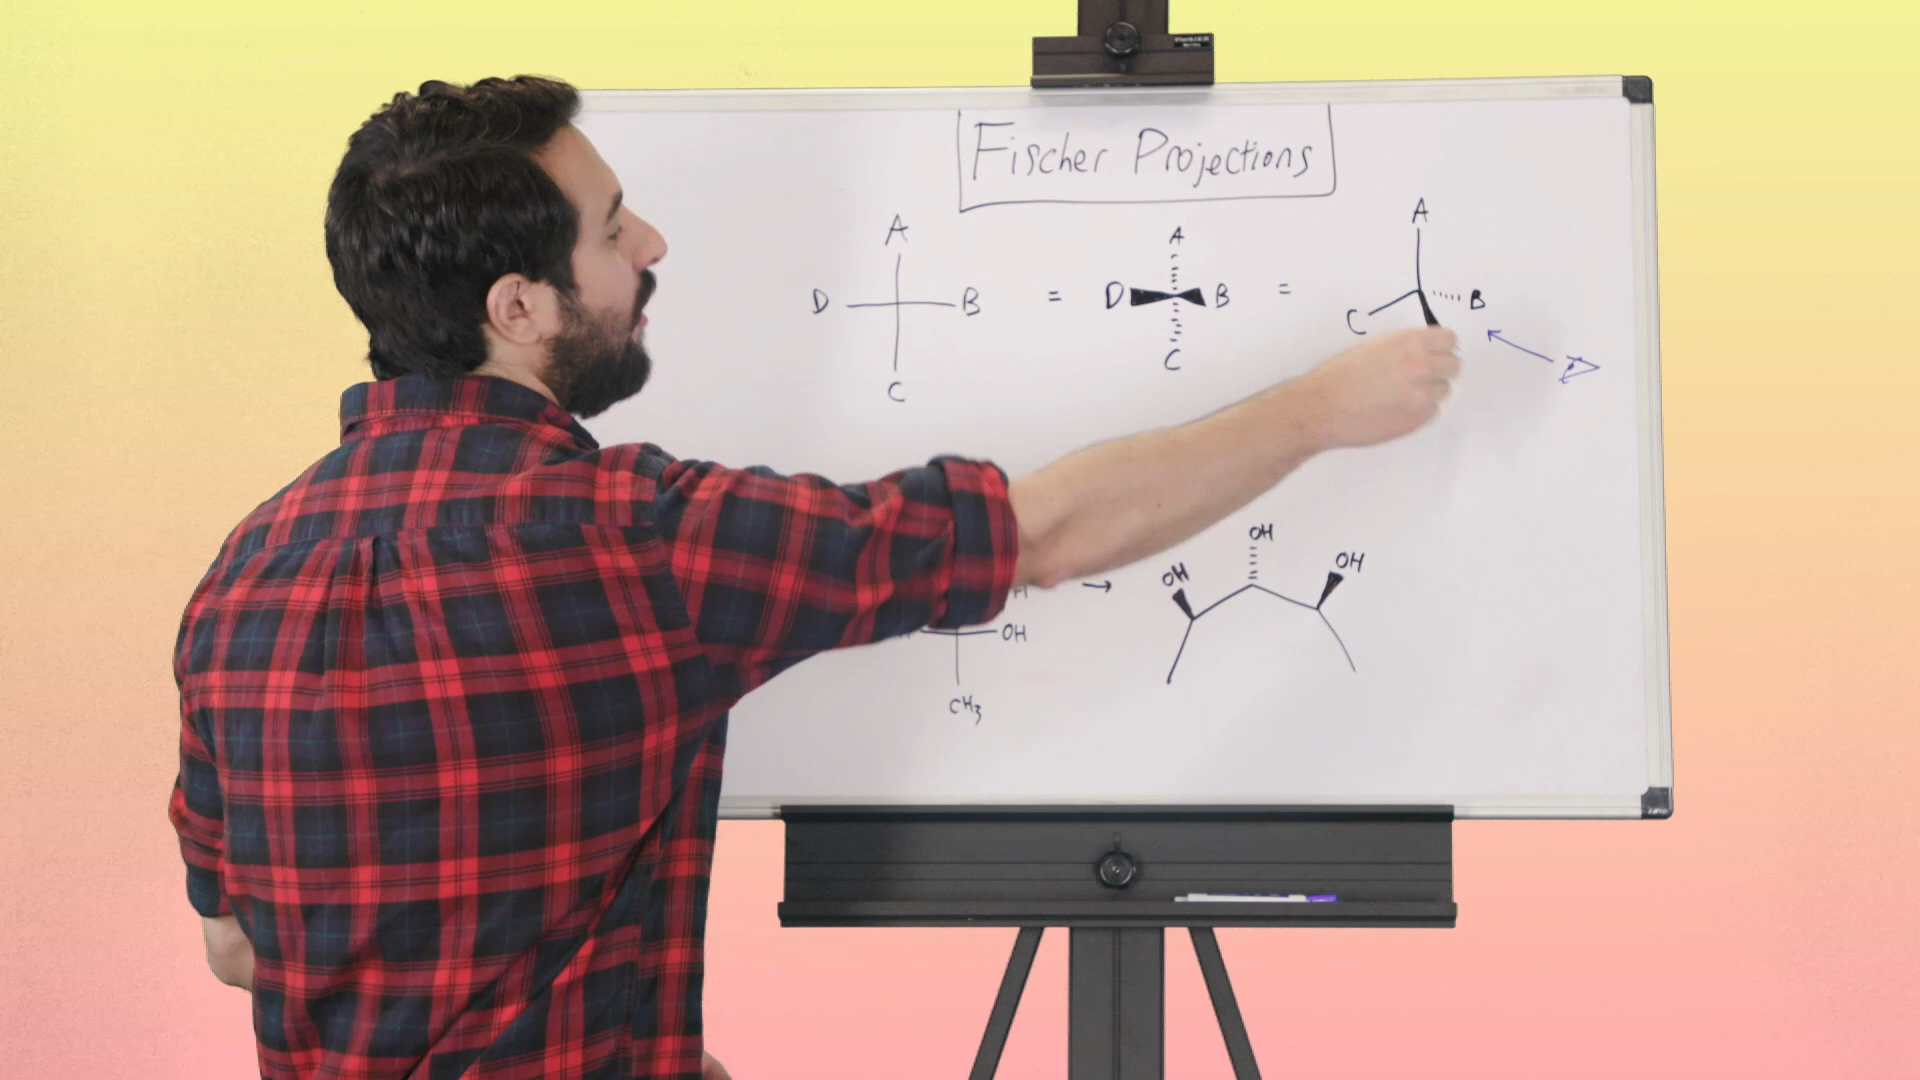 Fischer Projections
A
D B
C
=
A
D B
C
=
A
B
C
OH
CH3
→
OH
OH
OH